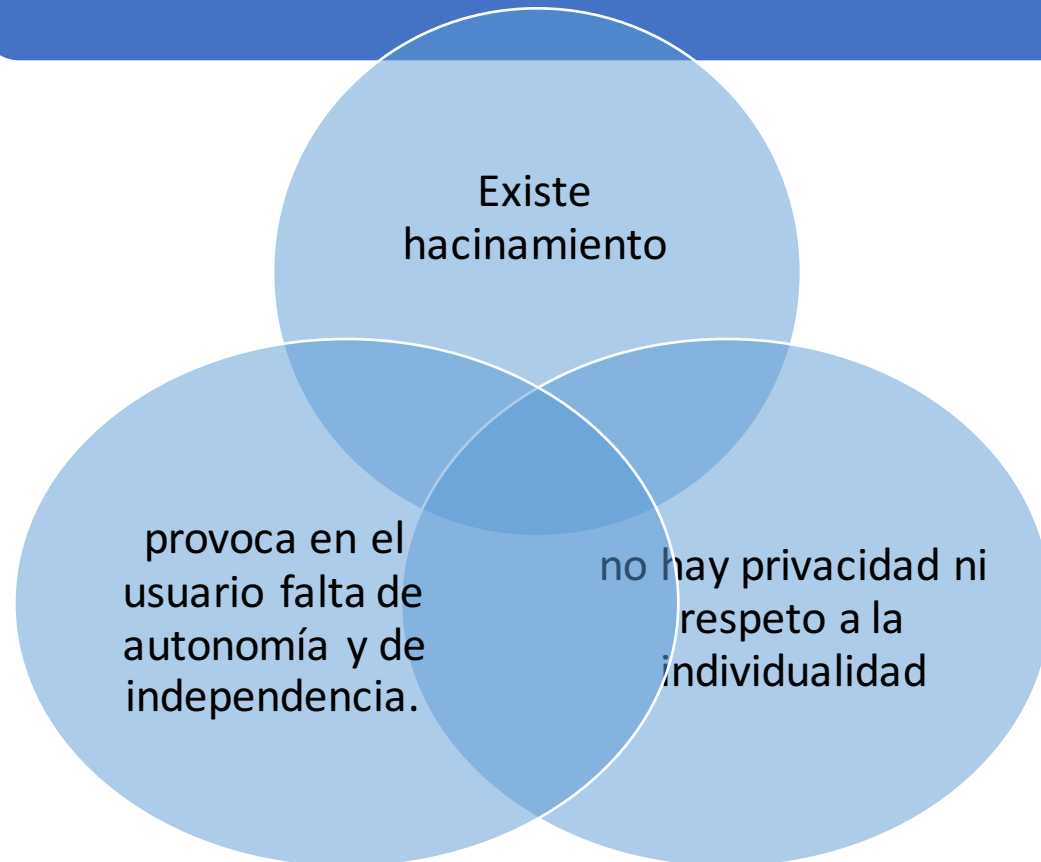 Existe
hacinamiento
provoca en el
usuario falta de
autonomía y de
independencia.
no hay privacidad ni
respeto a la
individualidad